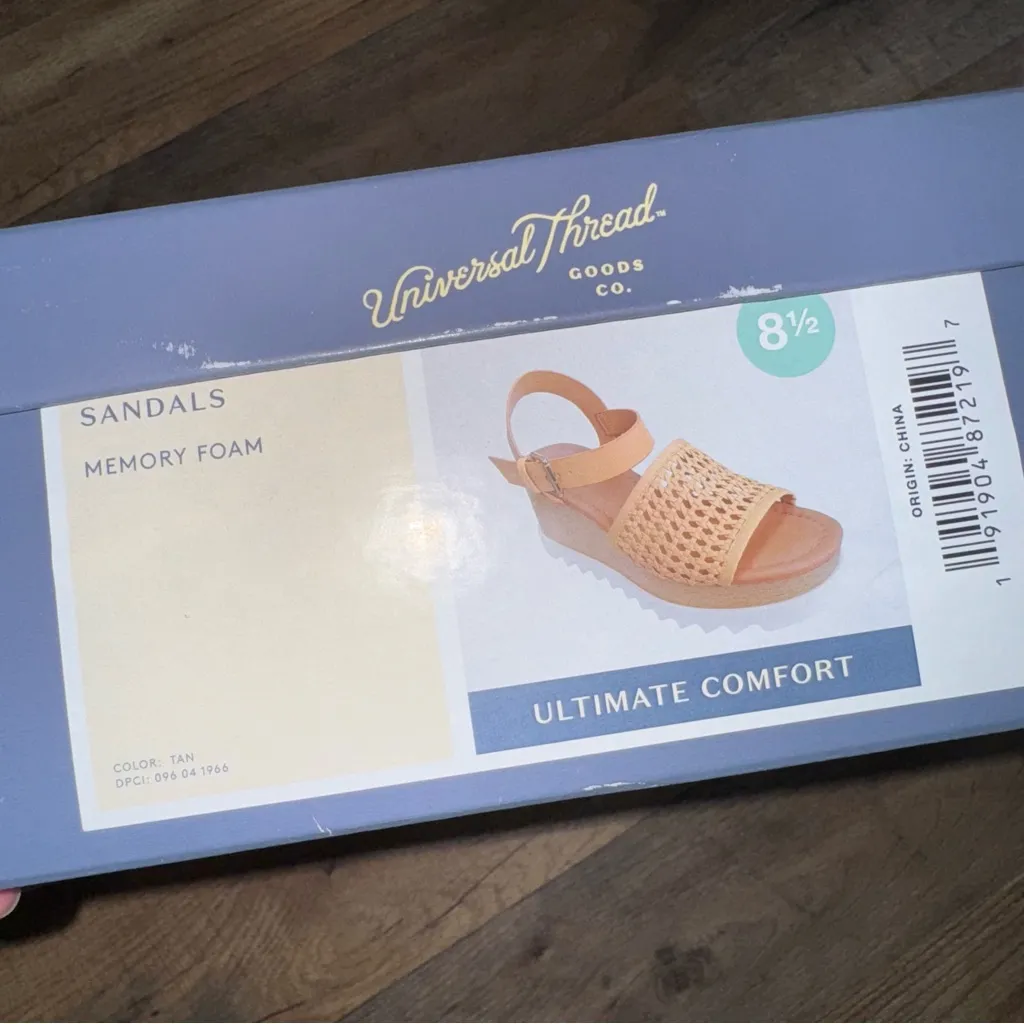 Universal Thread™
GOODS
CO.
8½
SANDALS
MEMORY FOAM
ORIGIN: CHINA
1 91904 87219 7
ULTIMATE COMFORT
COLOR: TAN
DPCI: 096 04 1966